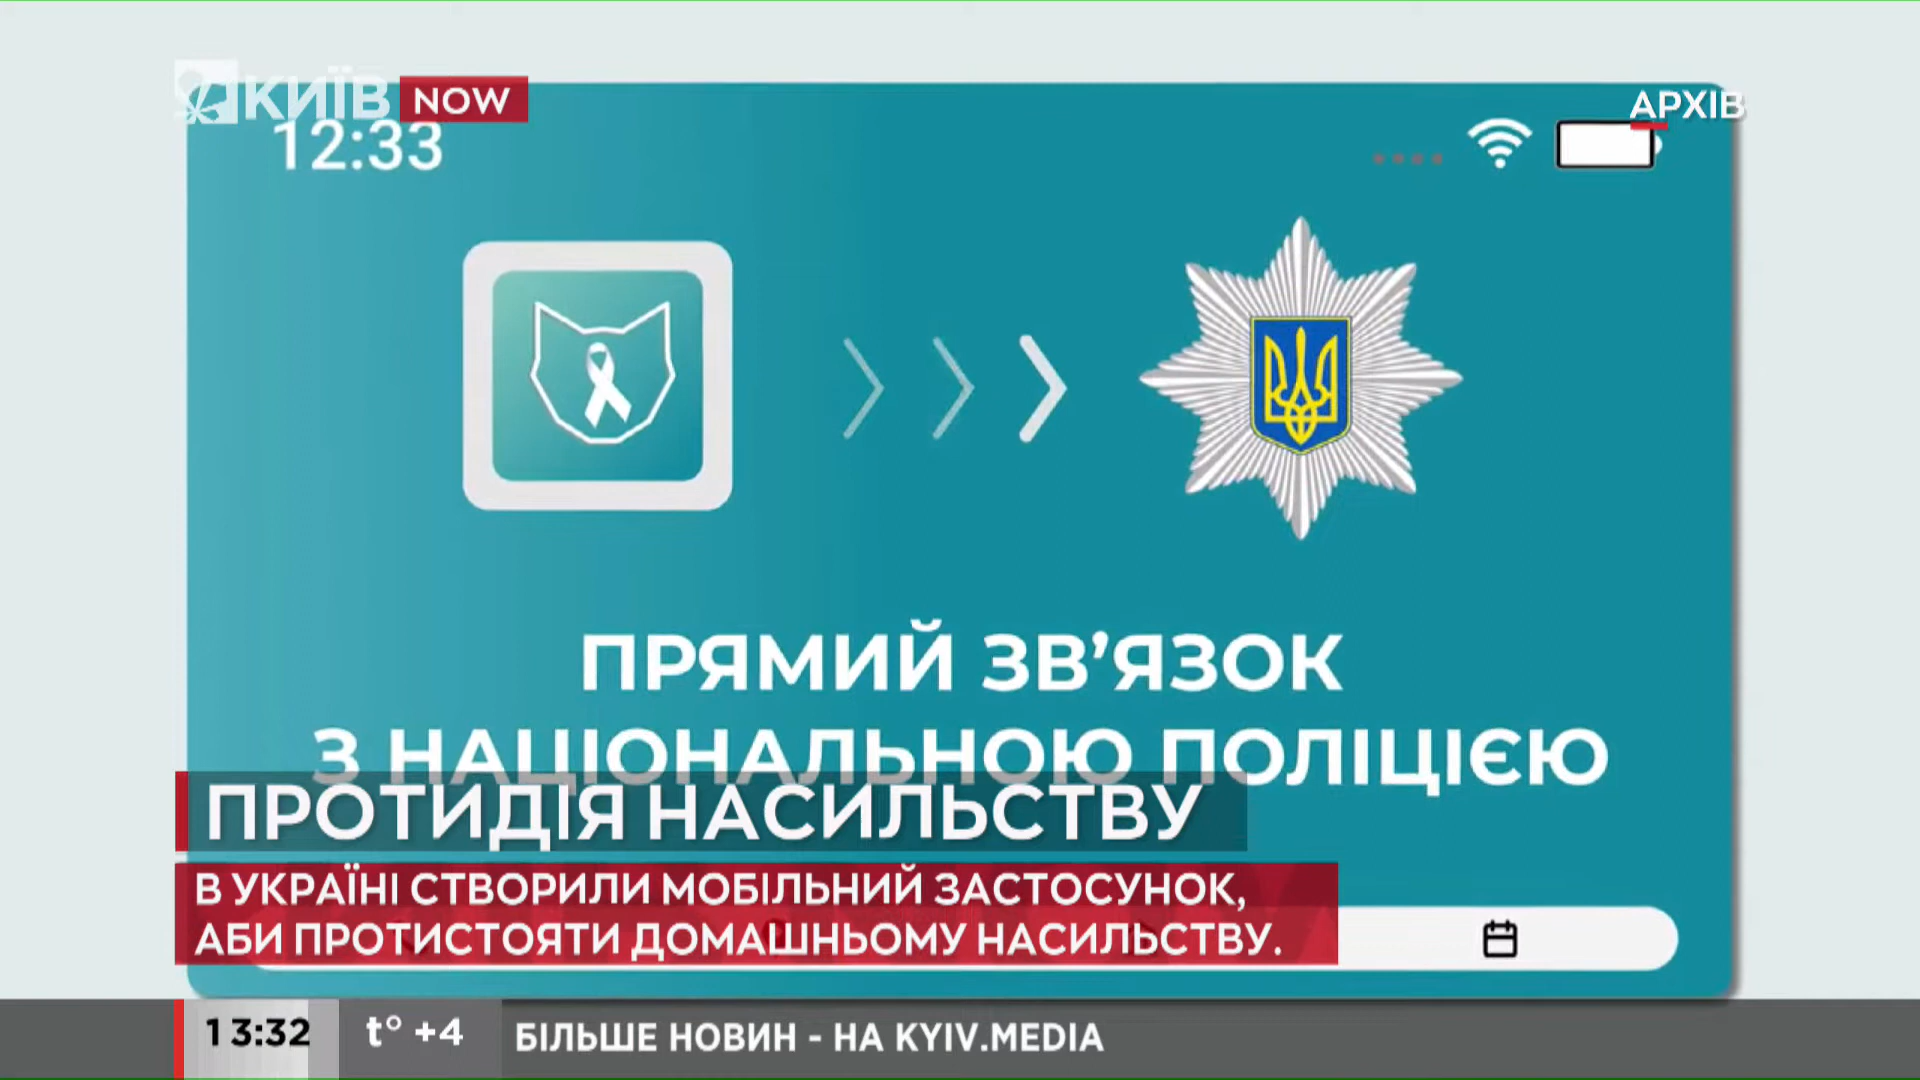 КИЇВ NOW
АРХІВ
12:33
ПРЯМИЙ ЗВ’ЯЗОК
З НАЦІОНАЛЬНОЮ ПОЛІЦІЄЮ
ПРОТИДІЯ НАСИЛЬСТВУ
В УКРАЇНІ СТВОРИЛИ МОБІЛЬНИЙ ЗАСТОСУНОК,
АБИ ПРОТИСТОЯТИ ДОМАШНЬОМУ НАСИЛЬСТВУ.
13:32 t° +4 БІЛЬШЕ НОВИН - НА KYIV.MEDIA